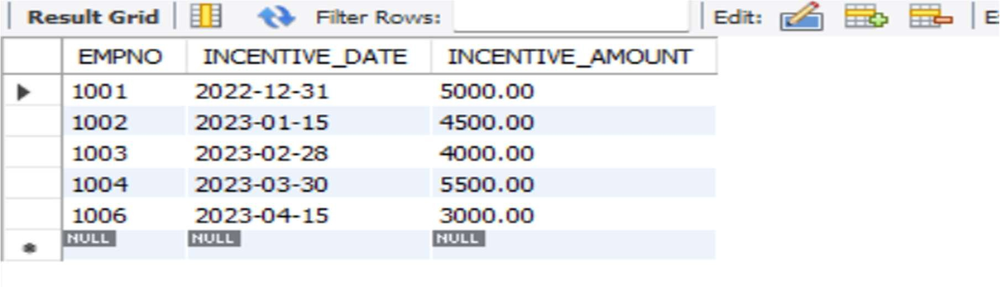 Result Grid Filter Rows: Edit:
EMPNO INCENTIVE_DATE INCENTIVE_AMOUNT
1001 2022-12-31 5000.00
1002 2023-01-15 4500.00
1003 2023-02-28 4000.00
1004 2023-03-30 5500.00
1006 2023-04-15 3000.00
NULL NULL NULL